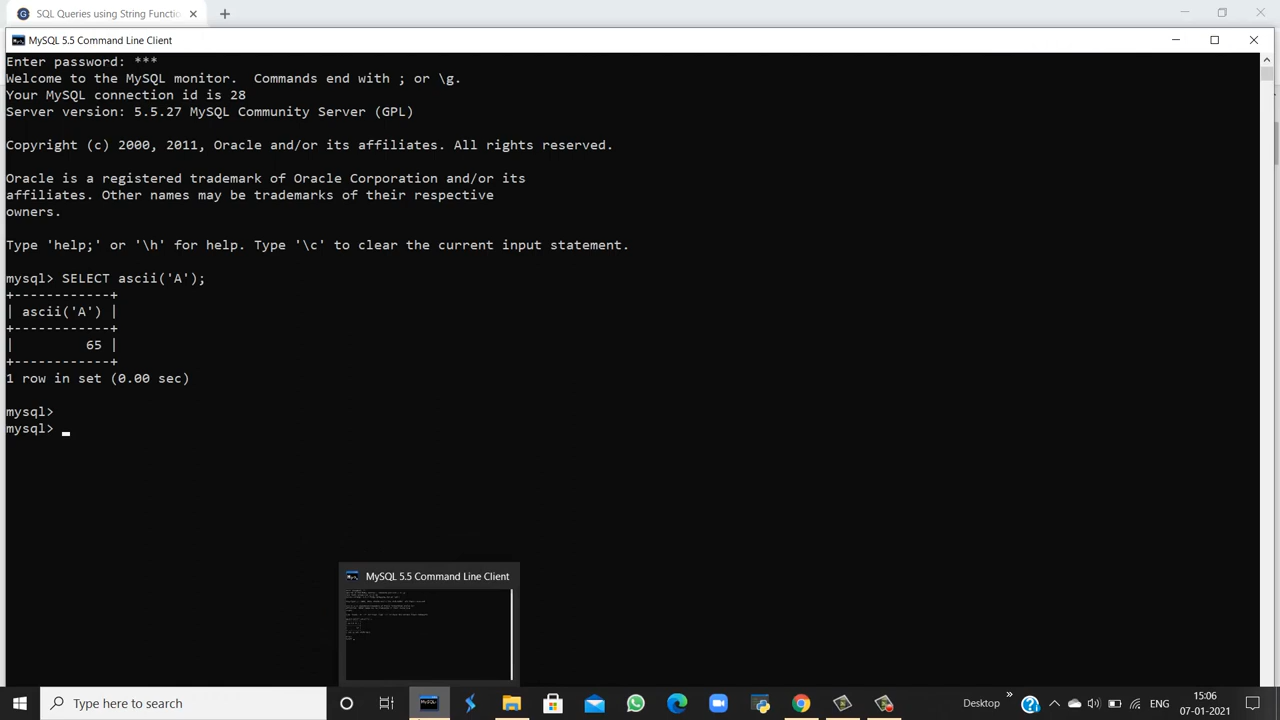 SQL Queries using String Functio
MySQL 5.5 Command Line Client
Enter password: ***
Welcome to the MySQL monitor.  Commands end with ; or \g.
Your MySQL connection id is 28
Server version: 5.5.27 MySQL Community Server (GPL)
Copyright (c) 2000, 2011, Oracle and/or its affiliates. All rights reserved.
Oracle is a registered trademark of Oracle Corporation and/or its
affiliates. Other names may be trademarks of their respective
owners.
Type 'help;' or '\h' for help. Type '\c' to clear the current input statement.
mysql> SELECT ascii('A');
+------------+
| ascii('A') |
+------------+
|         65 |
+------------+
1 row in set (0.00 sec)
mysql>
mysql>
MySQL 5.5 Command Line Client
Type here to search
Desktop
ENG
15:06
07-01-2021